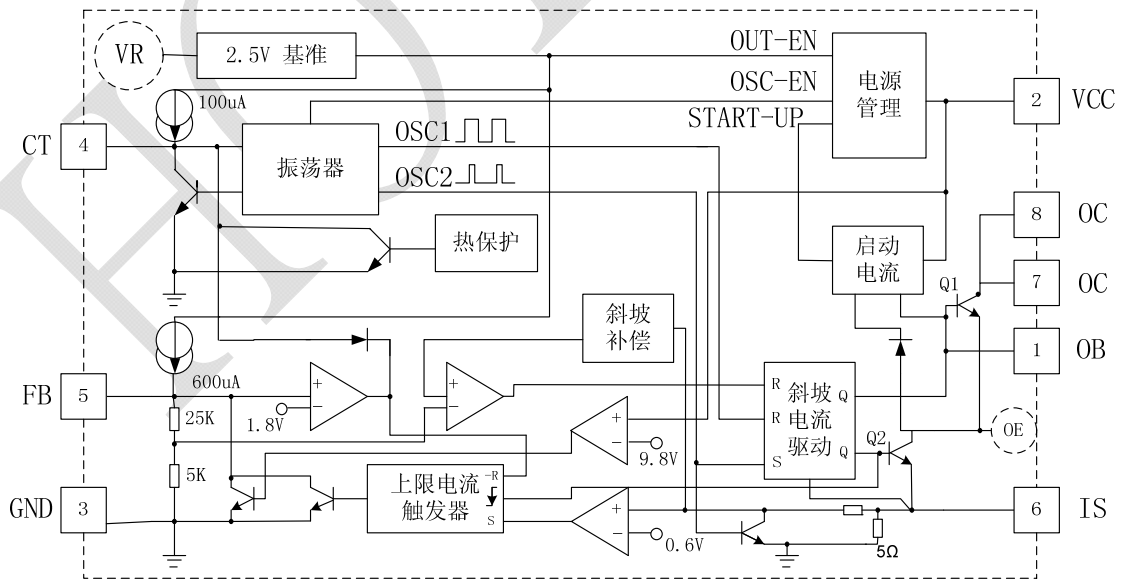 VR
2.5V 基准
OUT-EN
OSC-EN
START-UP
电源
管理
2
VCC
100uA
CT
4
振荡器
OSC1
OSC2
热保护
启动
电流
8
OC
Q1
7
OC
斜坡
补偿
1
OB
FB
5
600uA
25K
+
−
1.8V
+
−
+
−
9.8V
R
R
S
斜坡
电流
驱动
Q
Q
Q2
OE
5K
GND
3
上限电流
触发器
-R
S
+
−
0.6V
5Ω
6
IS